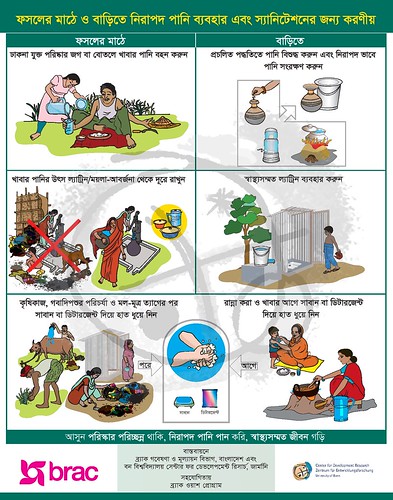 ফসলের মাঠে ও বাড়িতে নিরাপদ পানি ব্যবহার এবং স্যানিটেশনের জন্য করণীয়
ফসলের মাঠে
ঢাকনা যুক্ত পরিষ্কার জগ বা বোতলে খাবার পানি বহন করুন
বাড়িতে
প্রচলিত পদ্ধতিতে পানি বিশুদ্ধ করুন এবং নিরাপদ ভাবে
পানি সংরক্ষণ করুন
খাবার পানির উৎস ল্যাট্রিন/ময়লা-আবর্জনা থেকে দূরে রাখুন
স্বাস্থ্যসম্মত ল্যাট্রিন ব্যবহার করুন
কৃষিকাজ, গবাদিপশুর পরিচর্যা ও মল-মূত্র ত্যাগের পর
সাবান বা ডিটারজেন্ট দিয়ে হাত ধুয়ে নিন
রান্না করা ও খাবার আগে সাবান বা ডিটারজেন্ট
দিয়ে হাত ধুয়ে নিন
পরে
আগে
সাবান
ডিটারজেন্ট
আসুন পরিষ্কার পরিচ্ছন্ন থাকি, নিরাপদ পানি পান করি, স্বাস্থ্যসম্মত জীবন গড়ি
brac
বাস্তবায়নে
ব্র্যাক গবেষণা ও মূল্যায়ন বিভাগ, বাংলাদেশ এবং
বন বিশ্ববিদ্যালয় সেন্টার ফর ডেভেলপমেন্ট রিসার্চ, জার্মানি
সহযোগিতায়
ব্র্যাক ওয়াশ প্রোগ্রাম
Center for Development Research
Zentrum für Entwicklungsforschung
University of Bonn